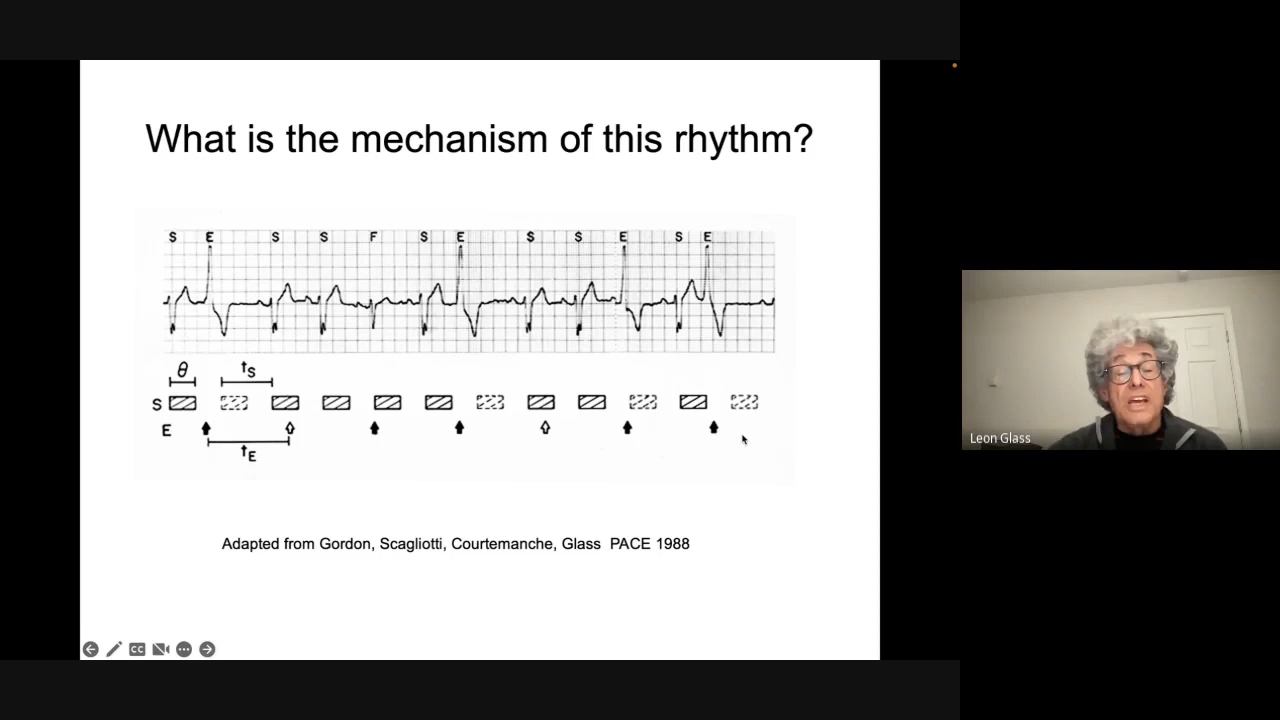 What is the mechanism of this rhythm?
S E S S F S E S S E S E
θ tS
S
E
tE
Adapted from Gordon, Scagliotti, Courtemanche, Glass PACE 1988
Leon Glass
CC